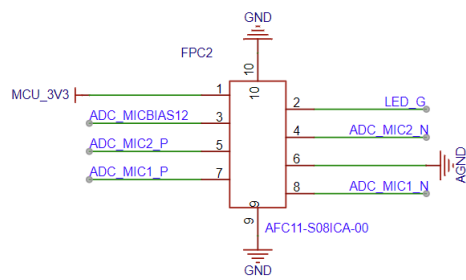 GND
FPC2
10
10
MCU_3V3
1
2
LED_G
ADC_MICBIAS12
3
4
ADC_MIC2_N
ADC_MIC2_P
5
6
AGND
ADC_MIC1_P
7
8
ADC_MIC1_N
9
9
AFC11-S08ICA-00
GND